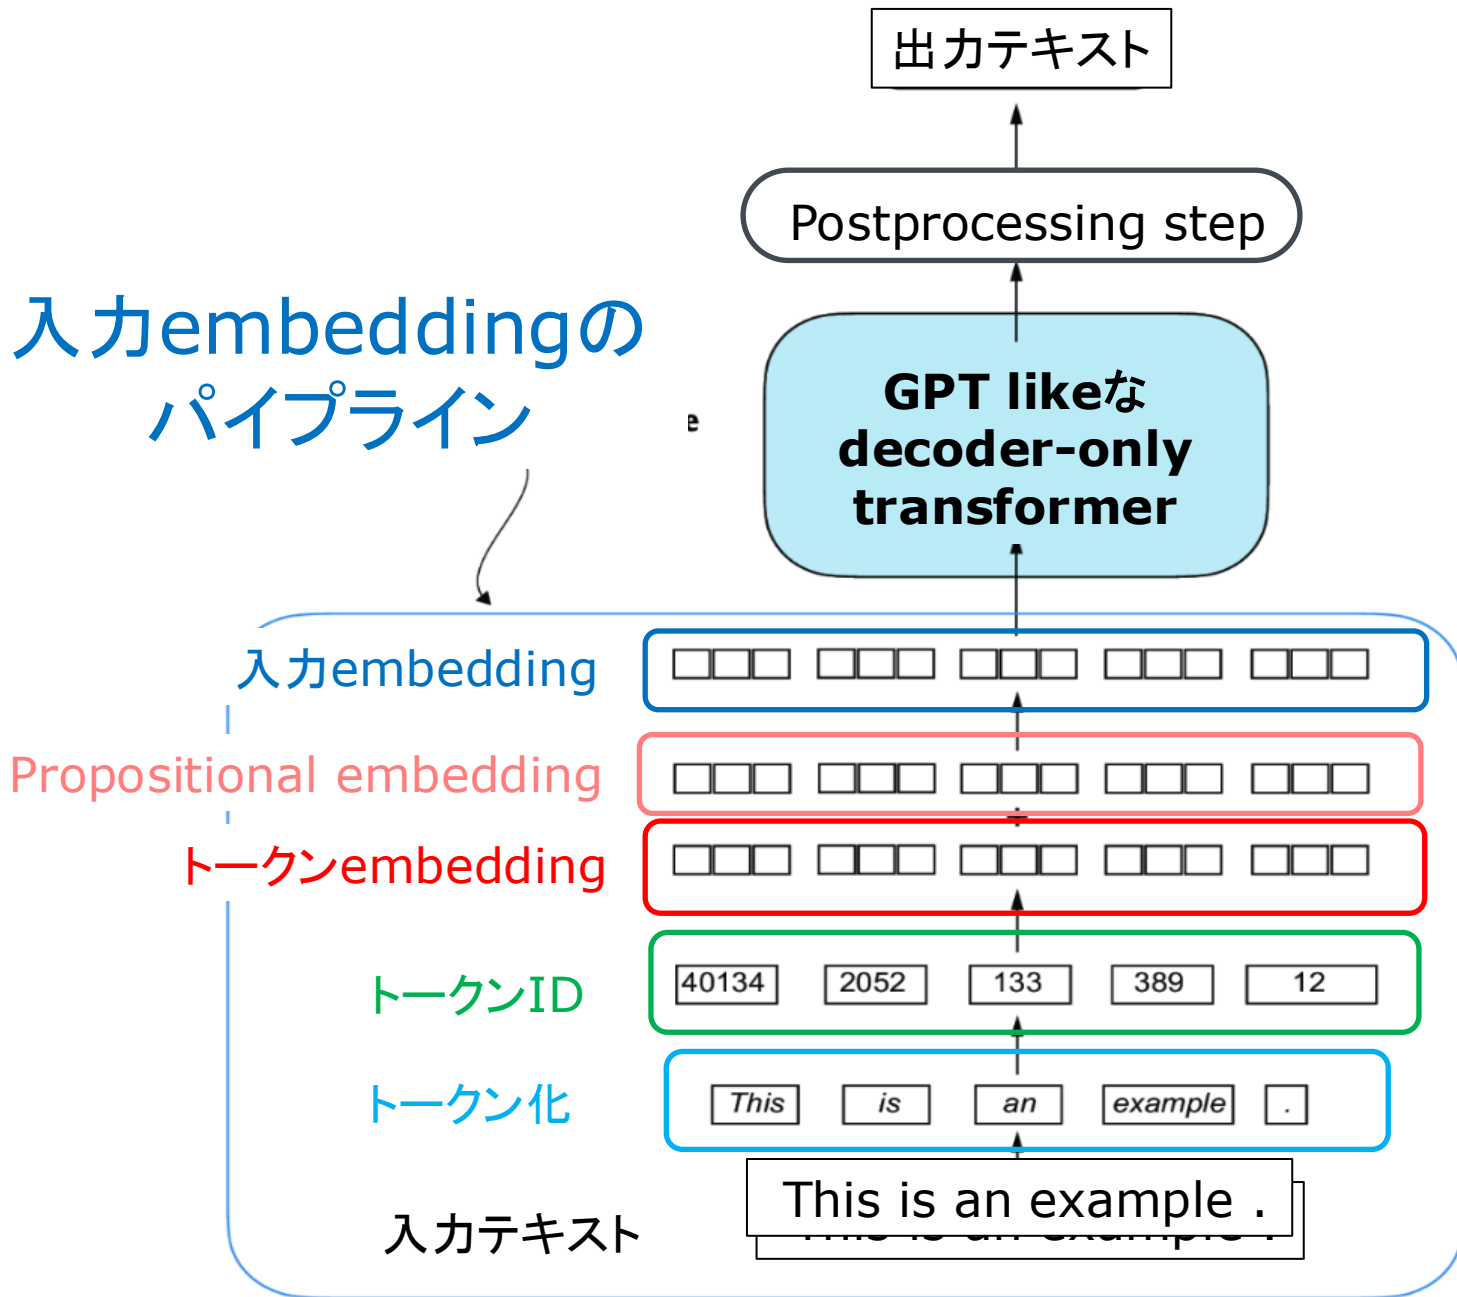 出力テキスト
Postprocessing step
入力embeddingの
パイプライン
e
GPT likeな
decoder-only
transformer
入力embedding
Propositional embedding
トークンembedding
トークンID
40134 2052 133 389 12
トークン化
This is an example .
入力テキスト
This is an example .
This is an example .